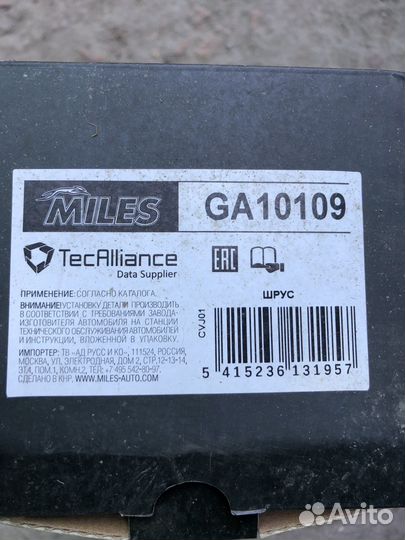 MILES
GA10109
TecAlliance
Data Supplier
EAC
ПРИМЕНЕНИЕ: СОГЛАСНО КАТАЛОГА.
ВНИМАНИЕ! УСТАНОВКУ ДЕТАЛИ ПРОИЗВОДИТЬ
В СООТВЕТСТВИИ С ТРЕБОВАНИЯМИ ЗАВОДА-
ИЗГОТОВИТЕЛЯ АВТОМОБИЛЯ НА СТАНЦИИ
ТЕХНИЧЕСКОГО ОБСЛУЖИВАНИЯ АВТОМОБИЛЕЙ
И ИНСТРУКЦИИ, ВЛОЖЕННОЙ В УПАКОВКУ.
ИМПОРТЕР: ТВ «АД РУСС И КО», 111524, РОССИЯ,
МОСКВА, УЛ. ЭЛЕКТРОДНАЯ, ДОМ 2, СТР.12-13-14,
ЭТ.4, ПОМ.1, КОМ.2, ТЕЛ: +7 495 542-80-97.
СДЕЛАНО В КНР. WWW.MILES-AUTO.COM
ШРУС
CVJ01
5 415236 131957
Avito